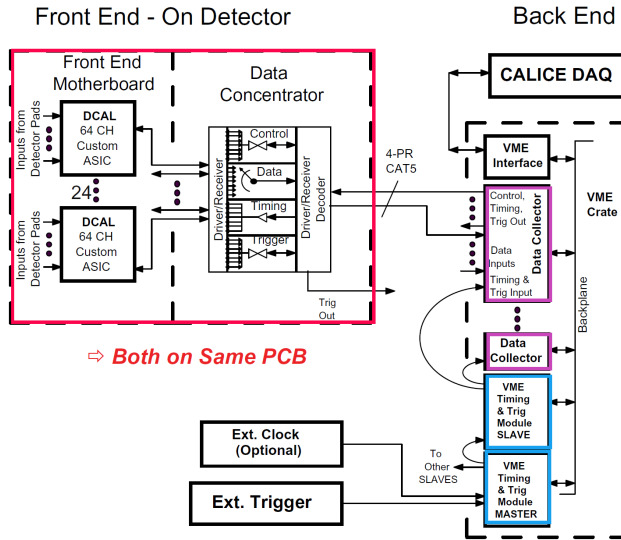 Front End - On Detector
Back End
Front End
Motherboard
Data
Concentrator
Inputs from
Detector Pads
DCAL
64 CH
Custom
ASIC
24
Inputs from
Detector Pads
DCAL
64 CH
Custom
ASIC
Driver/Receiver
Control
Data
Timing
Trigger
Driver/Receiver
Decoder
4-PR
CAT5
Trig
Out
⇨ Both on Same PCB
CALICE DAQ
VME
Interface
VME
Crate
Control,
Timing,
Trig Out
Data
Inputs
Timing &
Trig Input
Data Collector
Backplane
Data
Collector
VME
Timing
& Trig
Module
SLAVE
Ext. Clock
(Optional)
To
Other
SLAVES
VME
Timing
& Trig
Module
MASTER
Ext. Trigger